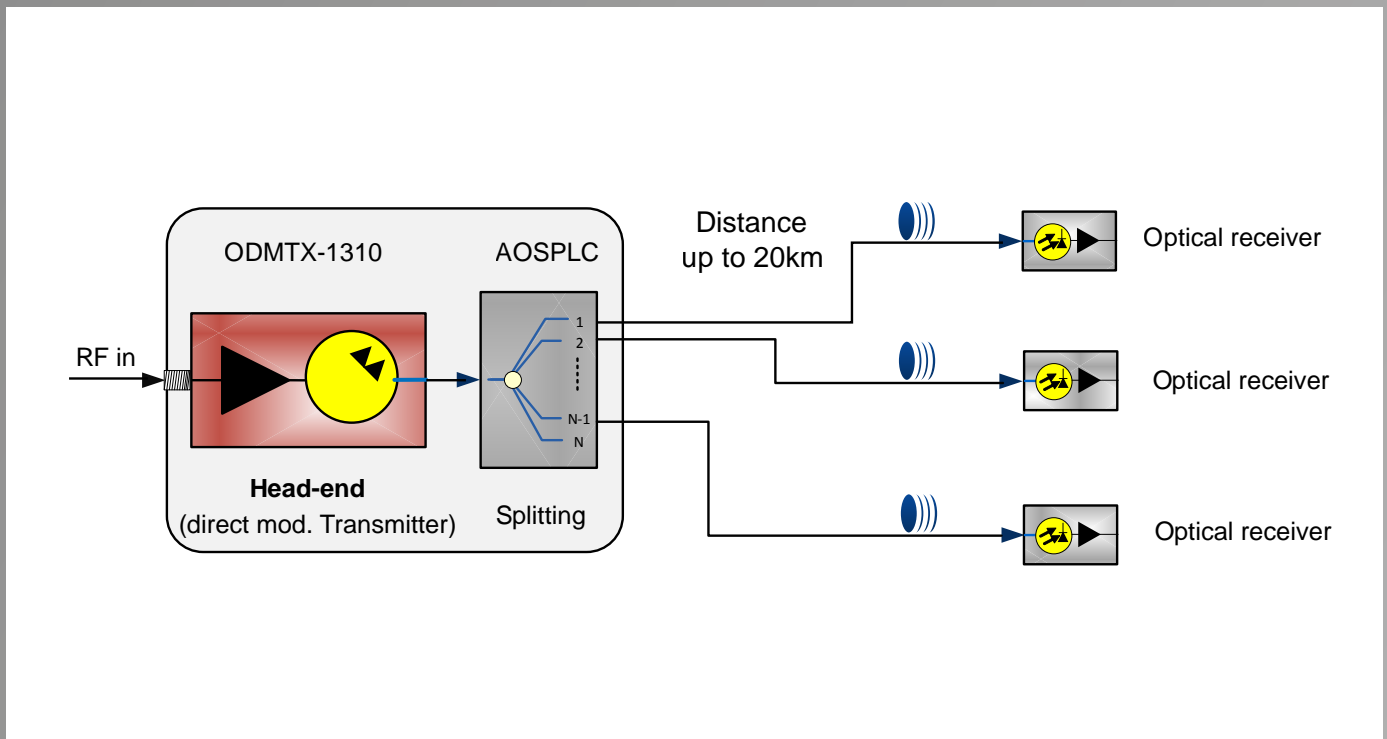 ODMTX-1310
AOSPLC
Distance
up to 20km
Optical receiver
RF in
1
2
N-1
N
Optical receiver
Head-end
(direct mod. Transmitter)
Splitting
Optical receiver